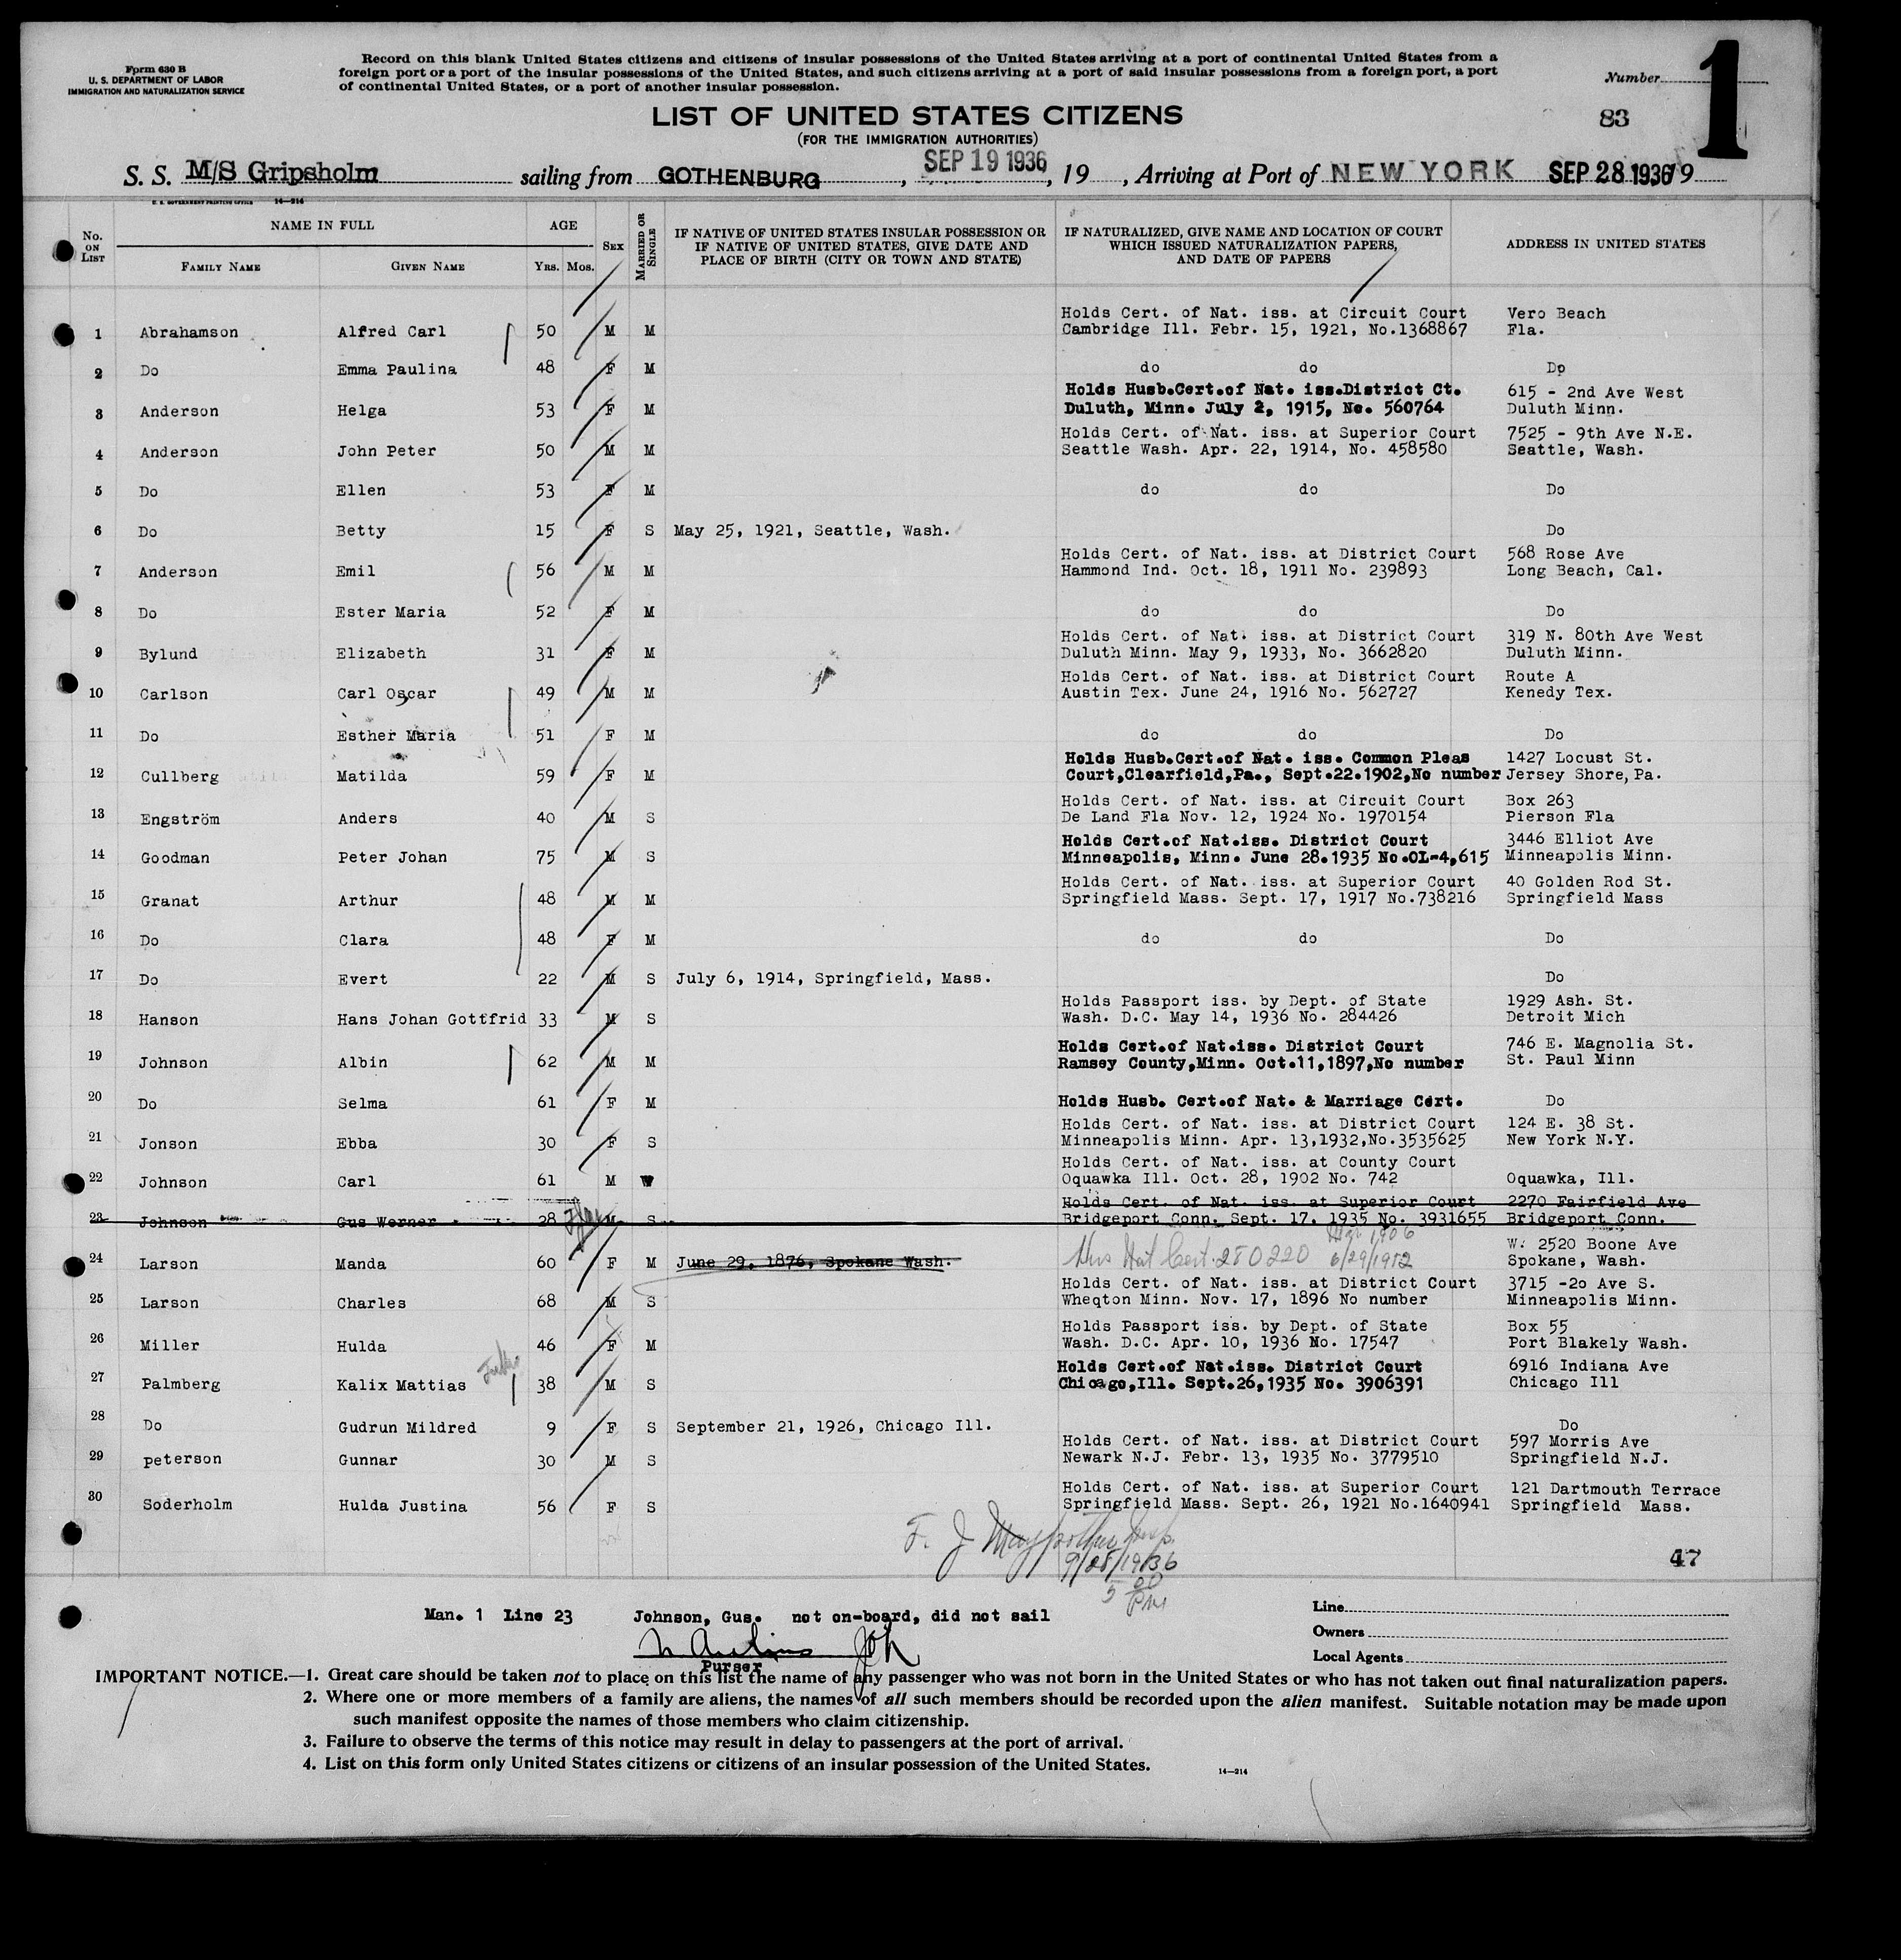 Form 630 B
U. S. DEPARTMENT OF LABOR
IMMIGRATION AND NATURALIZATION SERVICE
Record on this blank United States citizens and citizens of insular possessions of the United States arriving at a port of continental United States from a
foreign port or a port of the insular possessions of the United States, and such citizens arriving at a port of said insular possessions from a foreign port, a port
of continental United States, or a port of another insular possession.
Number
1
83
LIST OF UNITED STATES CITIZENS
(FOR THE IMMIGRATION AUTHORITIES)
S. S. M/S Gripsholm sailing from GOTHENBURG, SEP 19 1936, 19 , Arriving at Port of NEW YORK SEP 28 1936 19
U. S. GOVERNMENT PRINTING OFFICE 14—214
No. ON LIST
NAME IN FULL
FAMILY NAME
GIVEN NAME
AGE
YRS. MOS.
SEX
MARRIED OR SINGLE
IF NATIVE OF UNITED STATES INSULAR POSSESSION OR
IF NATIVE OF UNITED STATES, GIVE DATE AND
PLACE OF BIRTH (CITY OR TOWN AND STATE)
IF NATURALIZED, GIVE NAME AND LOCATION OF COURT
WHICH ISSUED NATURALIZATION PAPERS,
AND DATE OF PAPERS
ADDRESS IN UNITED STATES
Holds Cert. of Nat. iss. at Circuit Court Vero Beach
1 Abrahamson Alfred Carl 50 M M Cambridge Ill. Febr. 15, 1921, No.1368867 Fla.
2 Do Emma Paulina 48 F M do do Do
Holds Husb.Cert.of Nat. iss.District Ct. 615 - 2nd Ave West
3 Anderson Helga 53 F M Duluth, Minn. July 2, 1915, No. 560764 Duluth Minn.
Holds Cert. of Nat. iss. at Superior Court 7525 - 9th Ave N.E.
4 Anderson John Peter 50 M M Seattle Wash. Apr. 22, 1914, No. 458580 Seattle, Wash.
5 Do Ellen 53 F M do do Do
6 Do Betty 15 F S May 25, 1921, Seattle, Wash. Do
Holds Cert. of Nat. iss. at District Court 568 Rose Ave
7 Anderson Emil 56 M M Hammond Ind. Oct. 18, 1911 No. 239893 Long Beach, Cal.
8 Do Ester Maria 52 F M do do Do
Holds Cert. of Nat. iss. at District Court 319 N. 80th Ave West
9 Bylund Elizabeth 31 F M Duluth Minn. May 9, 1933, No. 3662820 Duluth Minn.
Holds Cert. of Nat. iss. at District Court Route A
10 Carlson Carl Oscar 49 M M Austin Tex. June 24, 1916 No. 562727 Kenedy Tex.
11 Do Esther Maria 51 F M do do Do
Holds Husb.Cert.of Nat. iss. Common Pleas 1427 Locust St.
12 Cullberg Matilda 59 F M Court,Clearfield,Pa., Sept.22.1902,No number Jersey Shore, Pa.
Holds Cert. of Nat. iss. at Circuit Court Box 263
13 Engström Anders 40 M S De Land Fla Nov. 12, 1924 No. 1970154 Pierson Fla
Holds Cert.of Nat.iss. District Court 3446 Elliot Ave
14 Goodman Peter Johan 75 M S Minneapolis, Minn. June 28.1935 No.OL-4,615 Minneapolis Minn.
Holds Cert. of Nat. iss. at Superior Court 40 Golden Rod St.
15 Granat Arthur 48 M M Springfield Mass. Sept. 17, 1917 No.738216 Springfield Mass
16 Do Clara 48 F M do do Do
17 Do Evert 22 M S July 6, 1914, Springfield, Mass. Do
Holds Passport iss. by Dept. of State 1929 Ash. St.
18 Hanson Hans Johan Gottfrid 33 M S Wash. D.C. May 14, 1936 No. 284426 Detroit Mich
Holds Cert.of Nat.iss. District Court 746 E. Magnolia St.
19 Johnson Albin 62 M M Ramsey County,Minn. Oct.11,1897,No number St. Paul Minn
20 Do Selma 61 F M Holds Husb. Cert.of Nat. & Marriage Cert. Do
Holds Cert. of Nat. iss. at District Court 124 E. 38 St.
21 Jonson Ebba 30 F S Minneapolis Minn. Apr. 13,1932,No.3535625 New York N.Y.
Holds Cert. of Nat. iss. at County Court
22 Johnson Carl 61 M W Oquawka Ill. Oct. 28, 1902 No. 742 Oquawka, Ill.
Holds Cert. of Nat. iss. at Superior Court 2270 Fairfield Ave
23 Johnson Gus Werner 28 M S Bridgeport Conn. Sept. 17, 1935 No. 3931655 Bridgeport Conn.
W. 2520 Boone Ave
24 Larson Manda 60 F M June 29, 1876, Spokane Wash. Hus Nat Cert. 280220 6/29/1912 Spokane, Wash.
Holds Cert. of Nat. iss. at District Court 3715 -20 Ave S.
25 Larson Charles 68 M S Wheqton Minn. Nov. 17, 1896 No number Minneapolis Minn.
Holds Passport iss. by Dept. of State Box 55
26 Miller Hulda 46 F M Wash. D.C. Apr. 10, 1936 No. 17547 Port Blakely Wash.
Holds Cert.of Nat.iss. District Court 6916 Indiana Ave
27 Palmberg Kalix Mattias 38 M S Chicago,Ill. Sept.26,1935 No. 3906391 Chicago Ill
28 Do Gudrun Mildred 9 F S September 21, 1926, Chicago Ill. Do
Holds Cert. of Nat. iss. at District Court 597 Morris Ave
29 peterson Gunnar 30 M S Newark N.J. Febr. 13, 1935 No. 3779510 Springfield N.J.
Holds Cert. of Nat. iss. at Superior Court 121 Dartmouth Terrace
30 Soderholm Hulda Justina 56 F S Springfield Mass. Sept. 26, 1921 No.1640941 Springfield Mass.
F. J.
9/28/1936
5 00 PM
47
Man. 1 Line 23 Johnson, Gus. not on-board, did not sail
Purser
Line
Owners
Local Agents
IMPORTANT NOTICE.—1. Great care should be taken not to place on this list the name of any passenger who was not born in the United States or who has not taken out final naturalization papers.
2. Where one or more members of a family are aliens, the names of all such members should be recorded upon the alien manifest. Suitable notation may be made upon
such manifest opposite the names of those members who claim citizenship.
3. Failure to observe the terms of this notice may result in delay to passengers at the port of arrival.
4. List on this form only United States citizens or citizens of an insular possession of the United States.
14—214